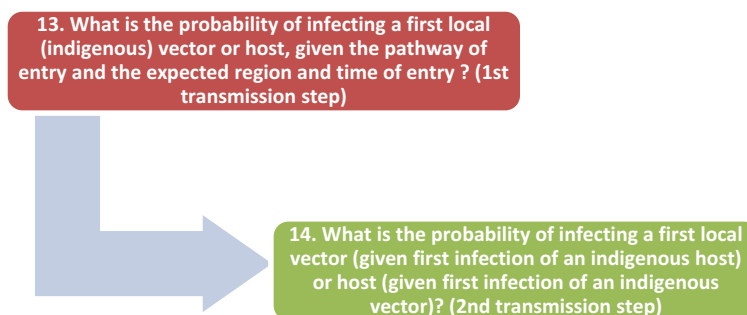 13. What is the probability of infecting a first local
(indigenous) vector or host, given the pathway of
entry and the expected region and time of entry ? (1st
transmission step)
14. What is the probability of infecting a first local
vector (given first infection of an indigenous host)
or host (given first infection of an indigenous
vector)? (2nd transmission step)